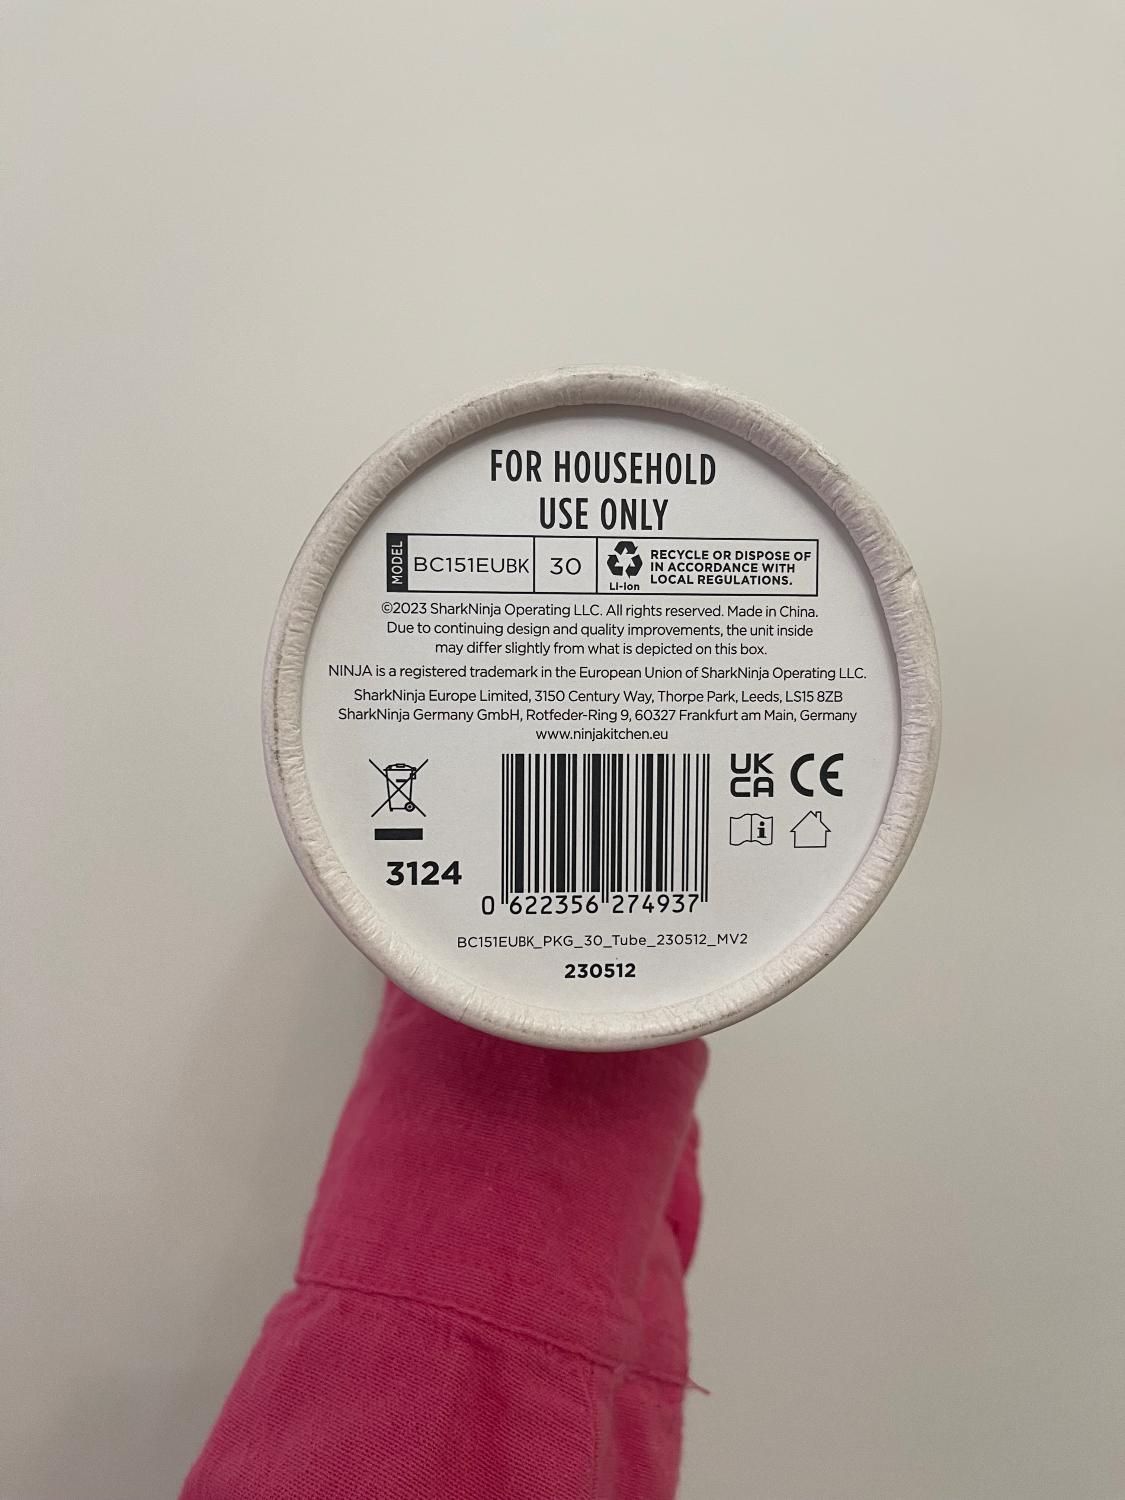 FOR HOUSEHOLD
USE ONLY
MODEL
BC151EUBK
30
Li-Ion
RECYCLE OR DISPOSE OF
IN ACCORDANCE WITH
LOCAL REGULATIONS.
©2023 SharkNinja Operating LLC. All rights reserved. Made in China.
Due to continuing design and quality improvements, the unit inside
may differ slightly from what is depicted on this box.
NINJA is a registered trademark in the European Union of SharkNinja Operating LLC.
SharkNinja Europe Limited, 3150 Century Way, Thorpe Park, Leeds, LS15 8ZB
SharkNinja Germany GmbH, Rotfeder-Ring 9, 60327 Frankfurt am Main, Germany
www.ninjakitchen.eu
UK
CA
CE
i
3124
0 622356 274937
BC151EUBK_PKG_30_Tube_230512_MV2
230512